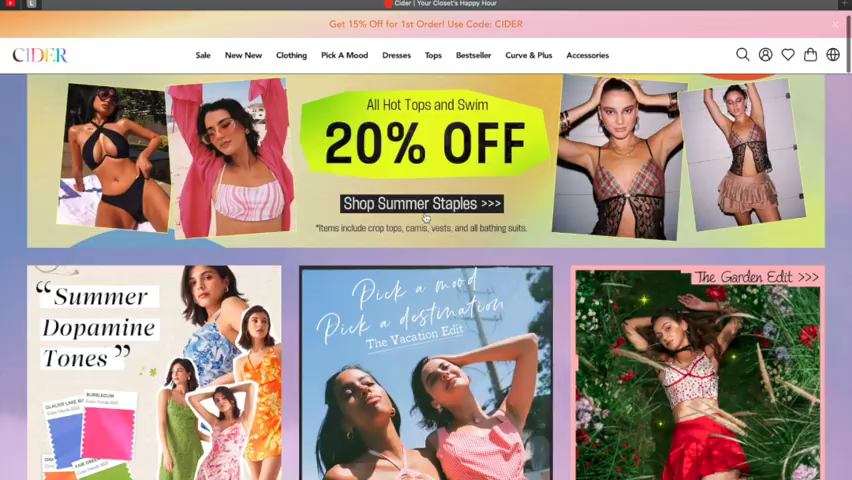 Cider | Your Closet's Happy Hour
Get 15% Off for 1st Order! Use Code: CIDER
CIDER
Sale New New Clothing Pick A Mood Dresses Tops Bestseller Curve & Plus Accessories
All Hot Tops and Swim
20% OFF
Shop Summer Staples >>>
*Items include crop tops, camis, vests, and all bathing suits.
“Summer
Dopamine
Tones”
BUBBLEGUM
Pick a mood
Pick a destination
The Vacation Edit
The Garden Edit >>>